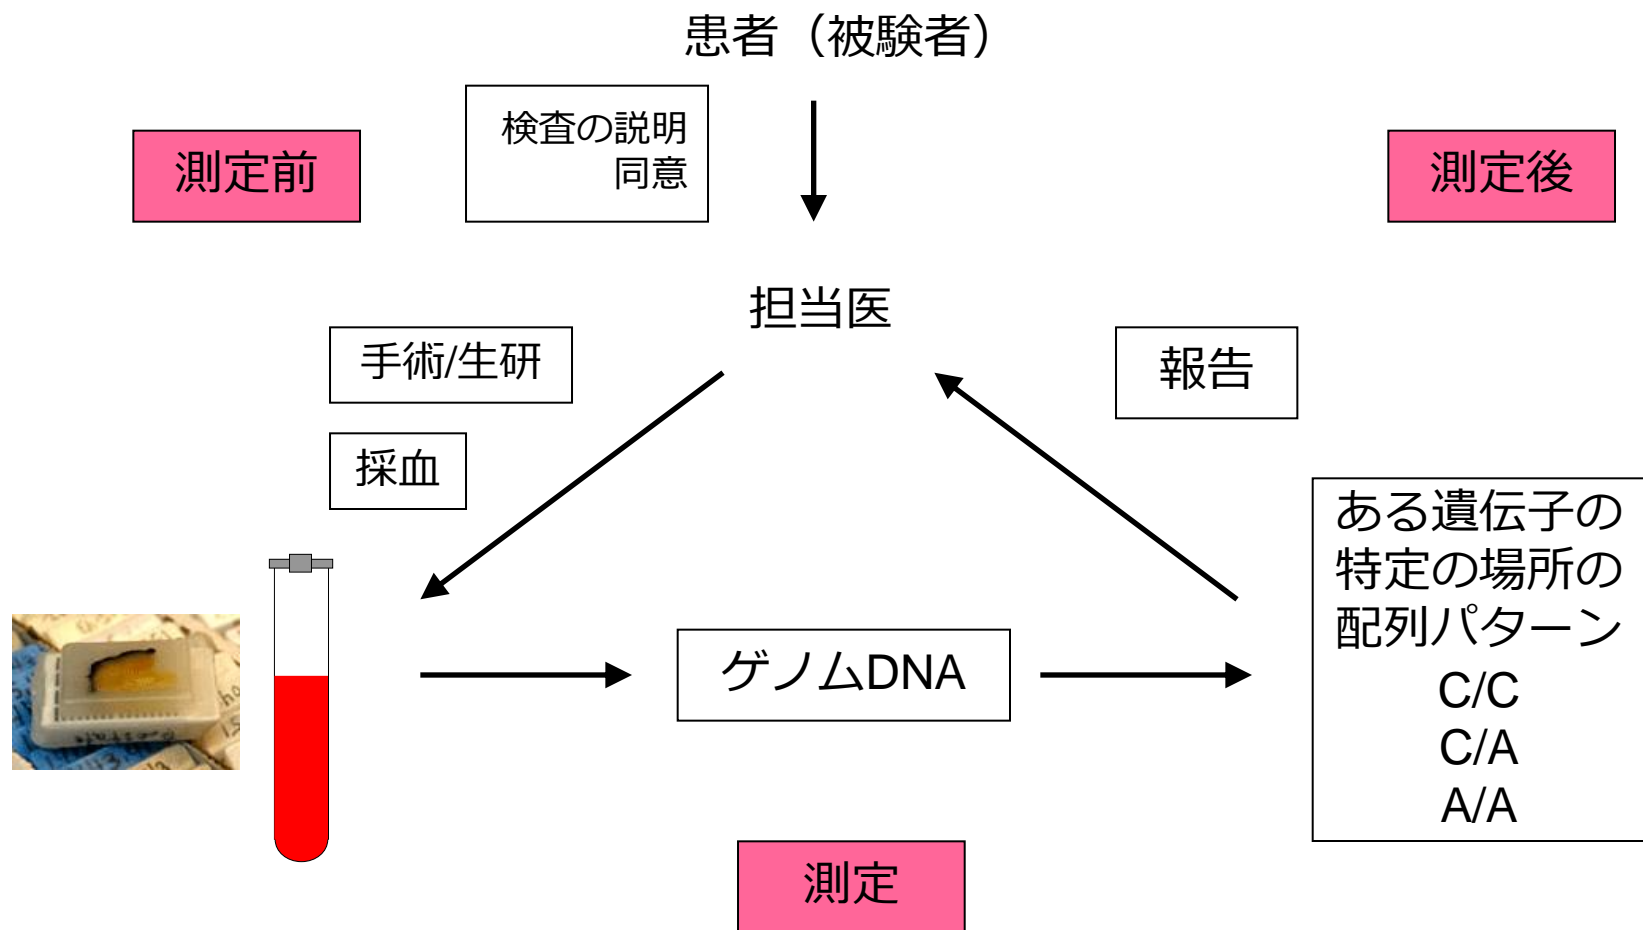 患者（被験者）
検査の説明
同意
測定前
測定後
担当医
手術/生研
報告
採血
ある遺伝子の
特定の場所の
配列パターン
C/C
C/A
A/A
ゲノムDNA
測定